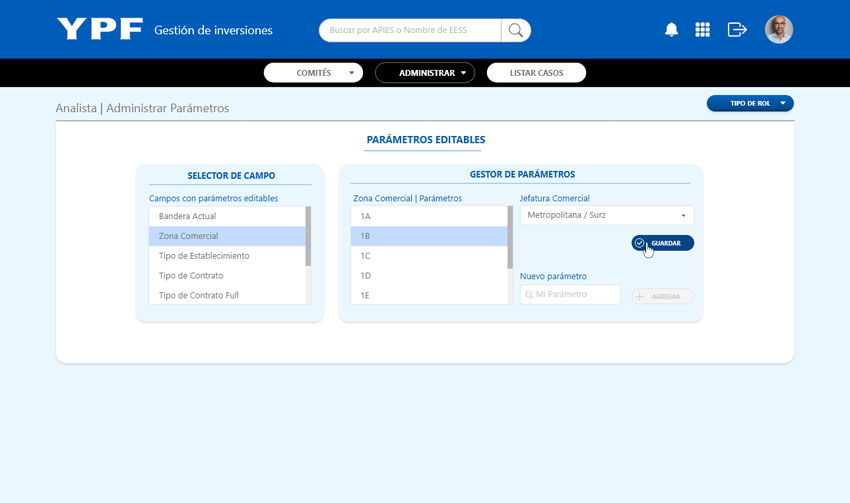 YPF
Gestión de inversiones
Buscar por APIES o Nombre de EESS
COMITÉS
ADMINISTRAR
LISTAR CASOS
Analista | Administrar Parámetros
TIPO DE ROL
PARÁMETROS EDITABLES
SELECTOR DE CAMPO
Campos con parámetros editables
Bandera Actual
Zona Comercial
Tipo de Establecimiento
Tipo de Contrato
Tipo de Contrato Full
GESTOR DE PARÁMETROS
Zona Comercial | Parámetros
1A
1B
1C
1D
1E
Jefatura Comercial
Metropolitana / Surz
GUARDAR
Nuevo parámetro
Ej: Mi Parámetro
AGREGAR